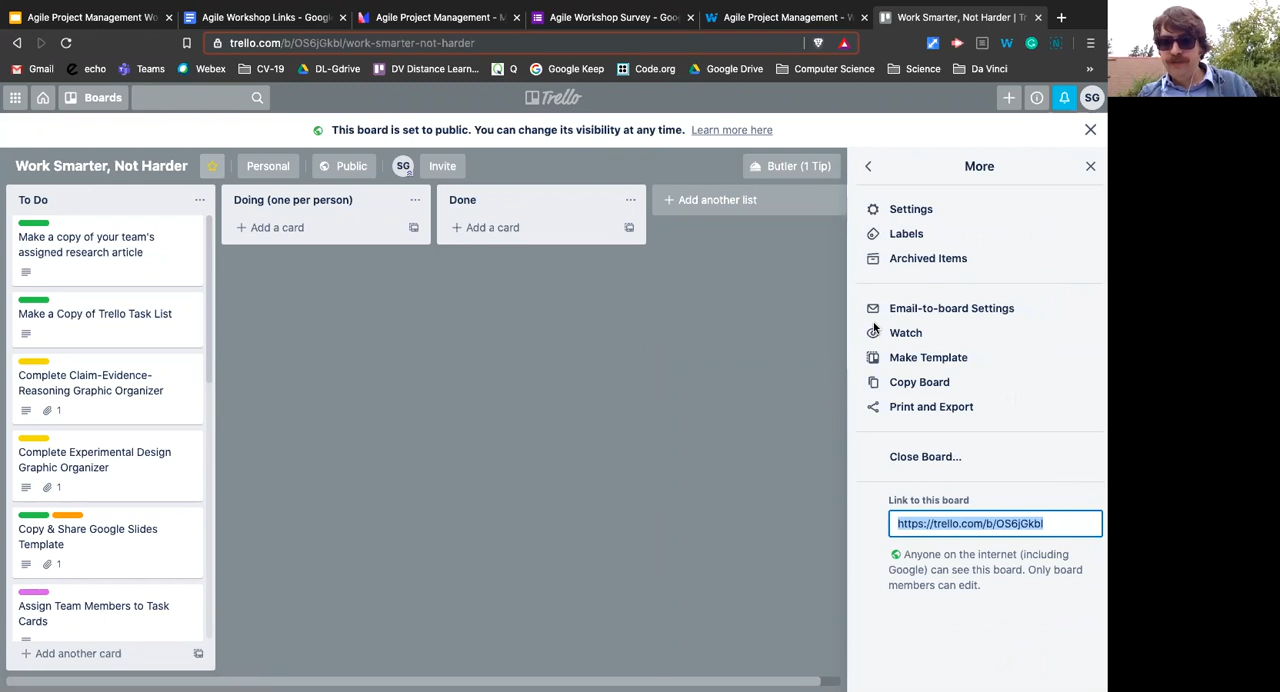 Agile Project Management Wo
Agile Workshop Links - Google
Agile Project Management - M
Agile Workshop Survey - Goog
Agile Project Management - W
Work Smarter, Not Harder | Tr
trello.com/b/OS6jGkbl/work-smarter-not-harder
Gmail
echo
Teams
Webex
CV-19
DL-Gdrive
DV Distance Learn...
Q
Google Keep
Code.org
Google Drive
Computer Science
Science
Da Vinci
»
Boards
Trello
SG
This board is set to public. You can change its visibility at any time. Learn more here
Work Smarter, Not Harder
Personal
Public
SG
Invite
Butler (1 Tip)
To Do
Make a copy of your team's
assigned research article
Make a Copy of Trello Task List
Complete Claim-Evidence-
Reasoning Graphic Organizer
1
Complete Experimental Design
Graphic Organizer
1
Copy & Share Google Slides
Template
1
Assign Team Members to Task
Cards
+ Add another card
Doing (one per person)
+ Add a card
Done
+ Add a card
+ Add another list
More
Settings
Labels
Archived Items
Email-to-board Settings
Watch
Make Template
Copy Board
Print and Export
Close Board...
Link to this board
https://trello.com/b/OS6jGkbl
Anyone on the internet (including
Google) can see this board. Only board
members can edit.